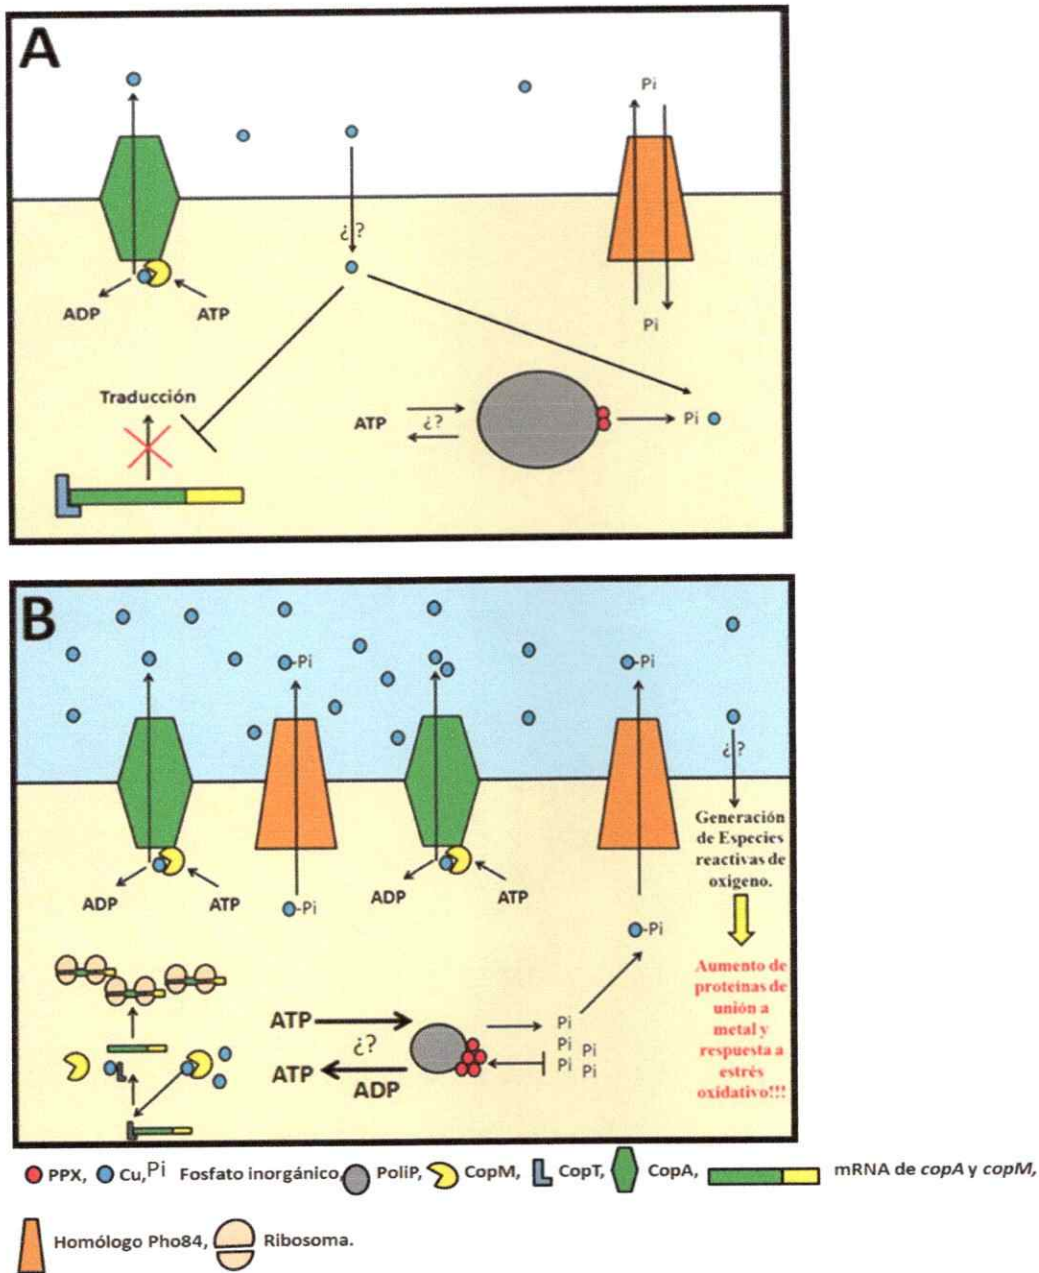 A
Pi
¿?
ADP
ATP
Pi
Traducción
ATP
¿?
Pi
B
-Pi
-Pi
¿?
Generación
de Especies
reactivas de
oxigeno.
ADP
ATP
-Pi
ADP
ATP
-Pi
Aumento de
proteínas de
unión a
metal y
respuesta a
estrés
oxidativo!!!
ATP
¿?
ATP
ADP
Pi
Pi
Pi
Pi
Pi
PPX, Cu, Pi Fosfato inorgánico, PoliP, CopM, CopT, CopA, mRNA de copA y copM,
Homólogo Pho84, Ribosoma.